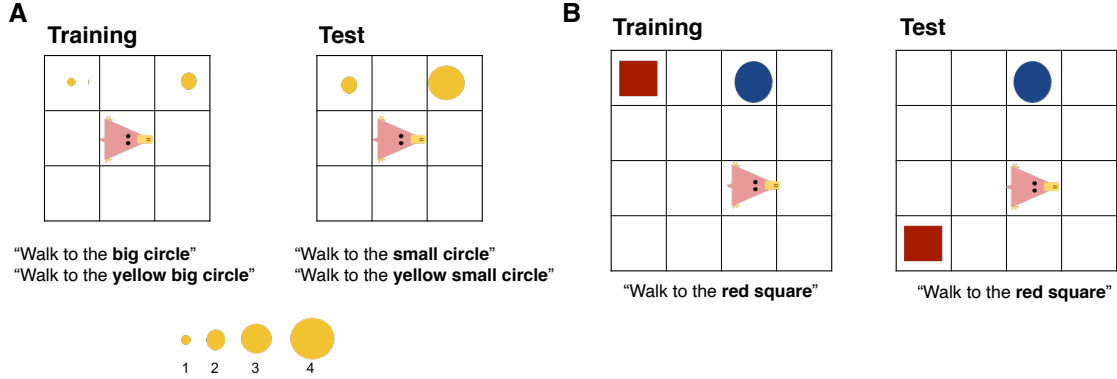 A
Training
Test
“Walk to the big circle”
“Walk to the yellow big circle”
“Walk to the small circle”
“Walk to the yellow small circle”
1 2 3 4
B
Training
Test
“Walk to the red square”
“Walk to the red square”